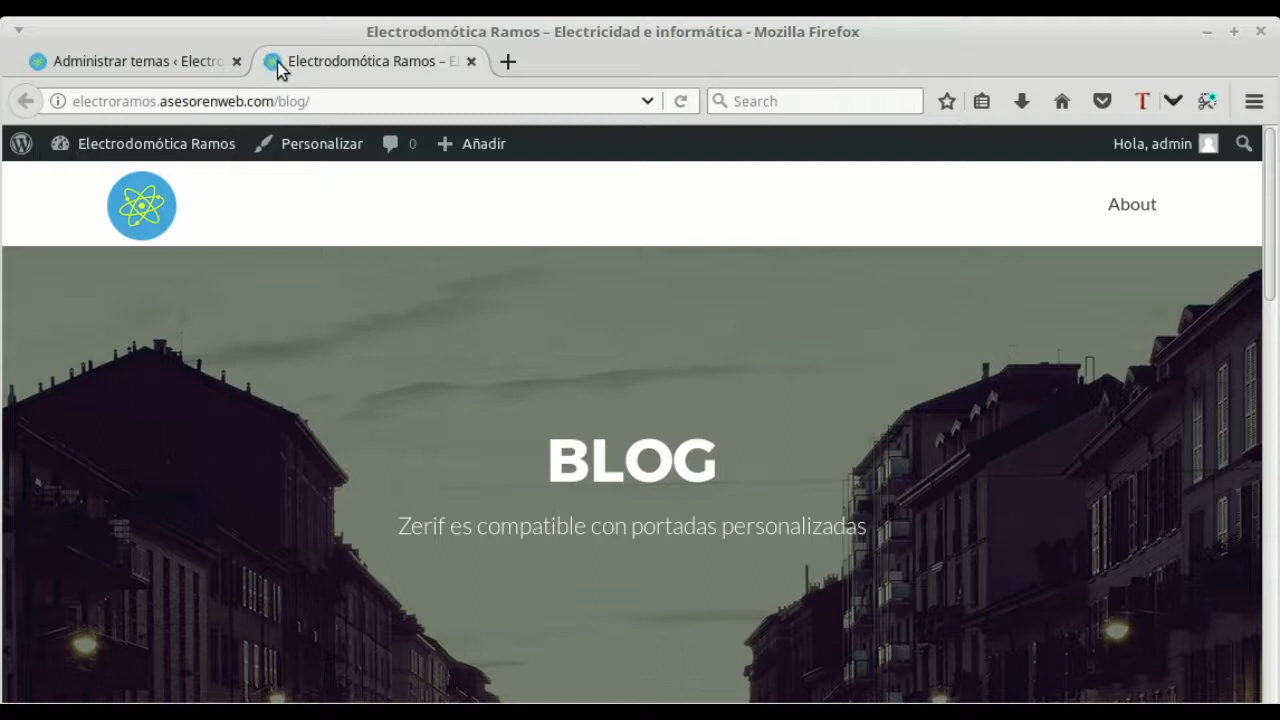 Electrodomótica Ramos – Electricidad e informática - Mozilla Firefox
Administrar temas ‹ Electro
Electrodomótica Ramos – E
electroramos.asesorenweb.com/blog/
Search
Electrodomótica Ramos
Personalizar
0
Añadir
Hola, admin
About
BLOG
Zerif es compatible con portadas personalizadas